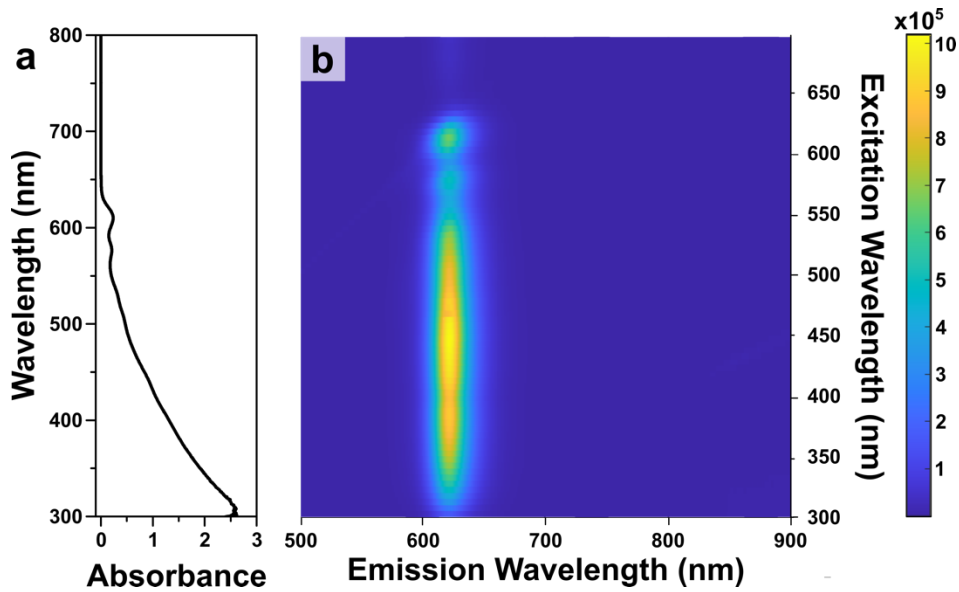 a
800
700
600
500
400
300
Wavelength (nm)
0 1 2 3
Absorbance
b
500 600 700 800 900
Emission Wavelength (nm)
650
600
550
500
450
400
350
300
Excitation Wavelength (nm)
x10⁵
10
9
8
7
6
5
4
3
2
1